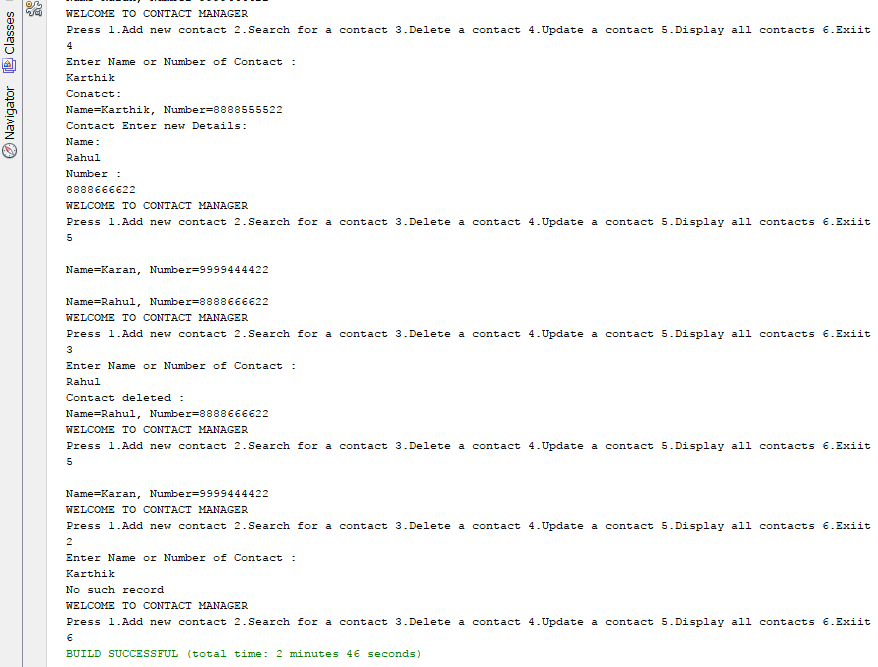 Classes
Navigator
WELCOME TO CONTACT MANAGER
Press 1.Add new contact 2.Search for a contact 3.Delete a contact 4.Update a contact 5.Display all contacts 6.Exiit
4
Enter Name or Number of Contact :
Karthik
Conatct:
Name=Karthik, Number=8888555522
Contact Enter new Details:
Name:
Rahul
Number :
8888666622
WELCOME TO CONTACT MANAGER
Press 1.Add new contact 2.Search for a contact 3.Delete a contact 4.Update a contact 5.Display all contacts 6.Exiit
5
Name=Karan, Number=9999444422
Name=Rahul, Number=8888666622
WELCOME TO CONTACT MANAGER
Press 1.Add new contact 2.Search for a contact 3.Delete a contact 4.Update a contact 5.Display all contacts 6.Exiit
3
Enter Name or Number of Contact :
Rahul
Contact deleted :
Name=Rahul, Number=8888666622
WELCOME TO CONTACT MANAGER
Press 1.Add new contact 2.Search for a contact 3.Delete a contact 4.Update a contact 5.Display all contacts 6.Exiit
5
Name=Karan, Number=9999444422
WELCOME TO CONTACT MANAGER
Press 1.Add new contact 2.Search for a contact 3.Delete a contact 4.Update a contact 5.Display all contacts 6.Exiit
2
Enter Name or Number of Contact :
Karthik
No such record
WELCOME TO CONTACT MANAGER
Press 1.Add new contact 2.Search for a contact 3.Delete a contact 4.Update a contact 5.Display all contacts 6.Exiit
6
BUILD SUCCESSFUL (total time: 2 minutes 46 seconds)